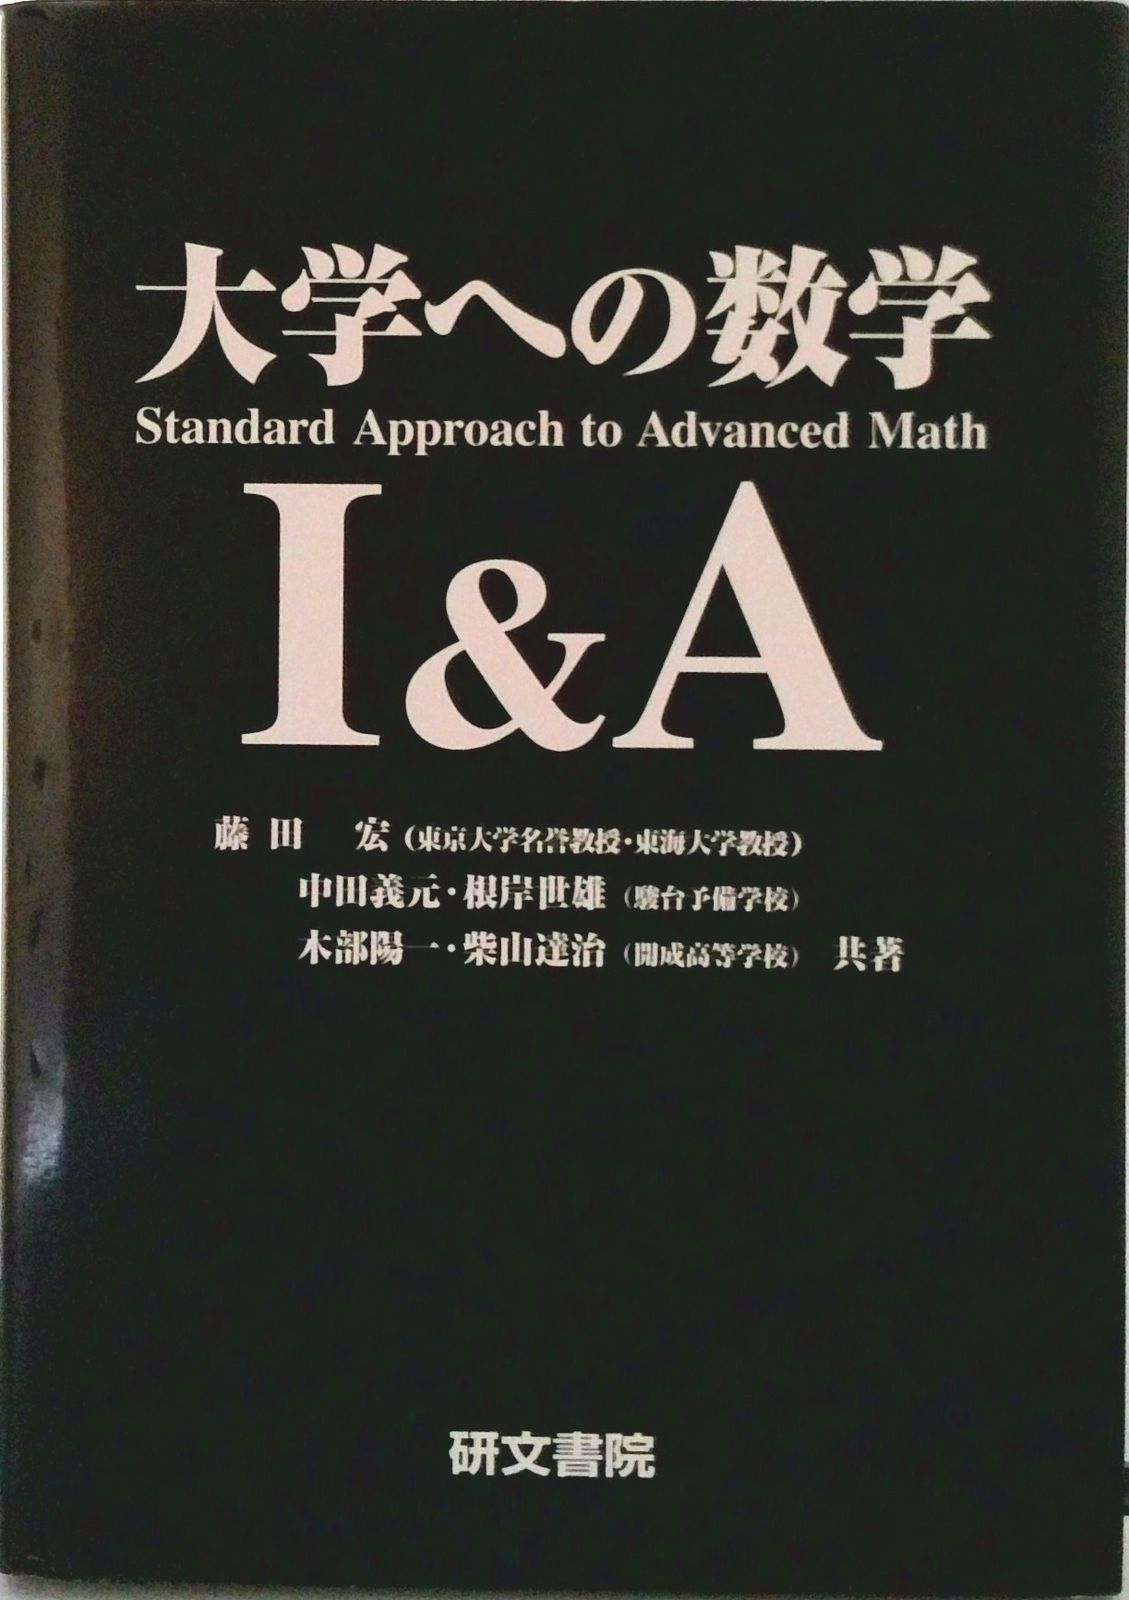 大学への数学
Standard Approach to Advanced Math
I&A
藤田 宏 (東京大学名誉教授・東海大学教授)
中田義元・根岸世雄 (駿台予備学校)
木部陽一・柴山達治 (開成高等学校) 共著
研文書院